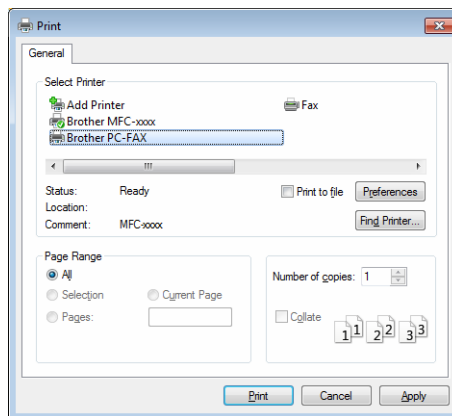 Print
General
Select Printer
Add Printer
Fax
Brother MFC-xxxx
Brother PC-FAX
Status: Ready
Print to file
Preferences
Location:
Comment: MFC-xxxx
Find Printer...
Page Range
All
Selection
Current Page
Pages:
Number of copies: 1
Collate
1 1 2 2 3 3
Print
Cancel
Apply